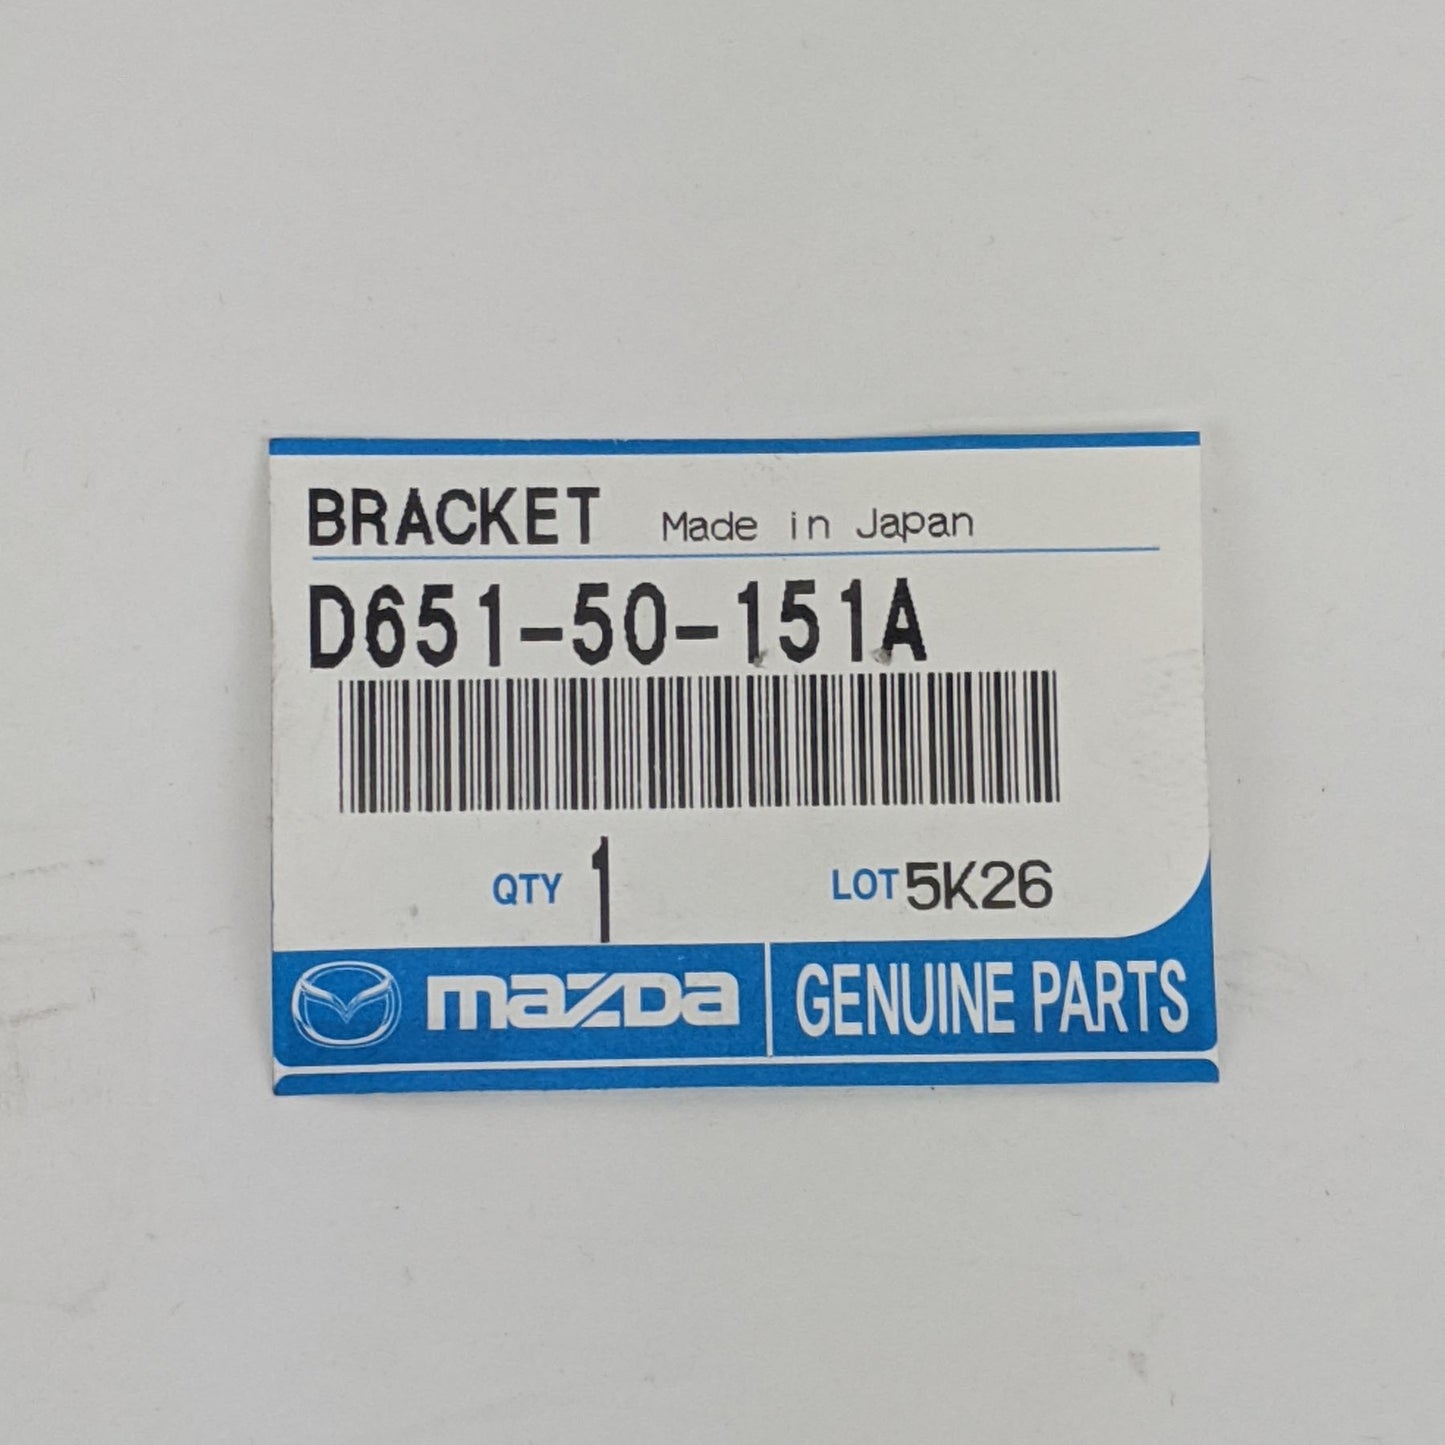 BRACKET Made in Japan
D651-50-151A
QTY 1 LOT 5K26
mazda GENUINE PARTS